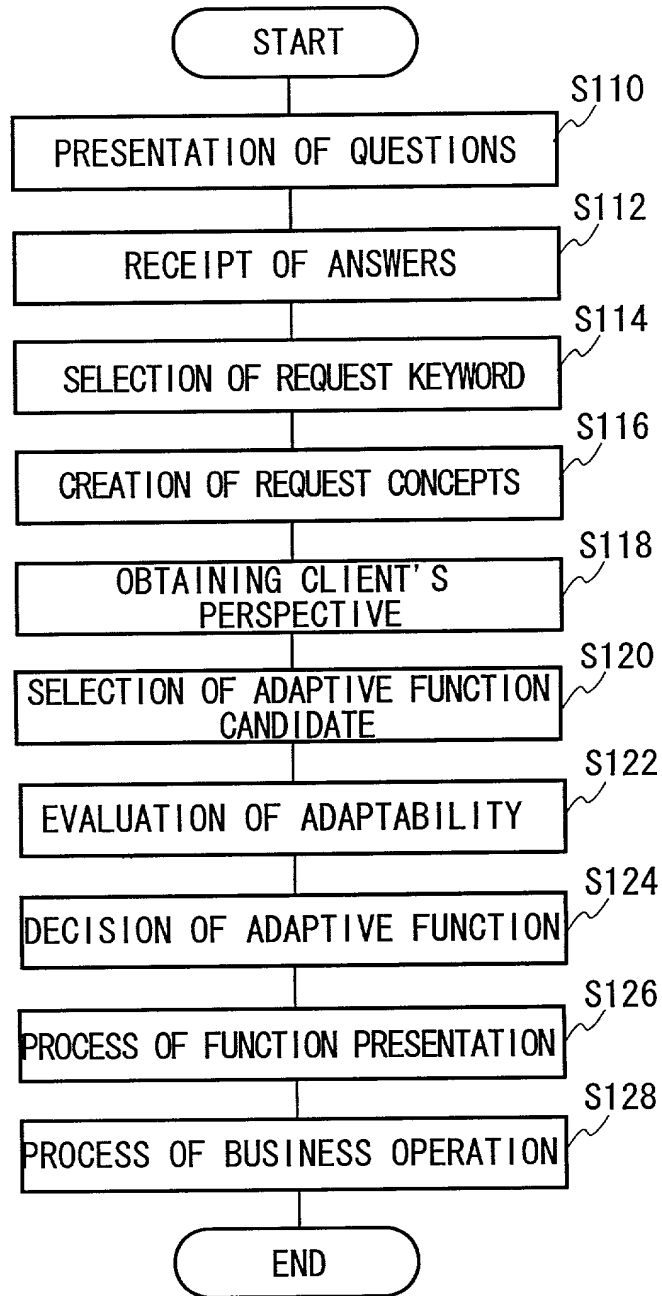 START
S110
PRESENTATION OF QUESTIONS
S112
RECEIPT OF ANSWERS
S114
SELECTION OF REQUEST KEYWORD
S116
CREATION OF REQUEST CONCEPTS
S118
OBTAINING CLIENT'S
PERSPECTIVE
S120
SELECTION OF ADAPTIVE FUNCTION
CANDIDATE
S122
EVALUATION OF ADAPTABILITY
S124
DECISION OF ADAPTIVE FUNCTION
S126
PROCESS OF FUNCTION PRESENTATION
S128
PROCESS OF BUSINESS OPERATION
END